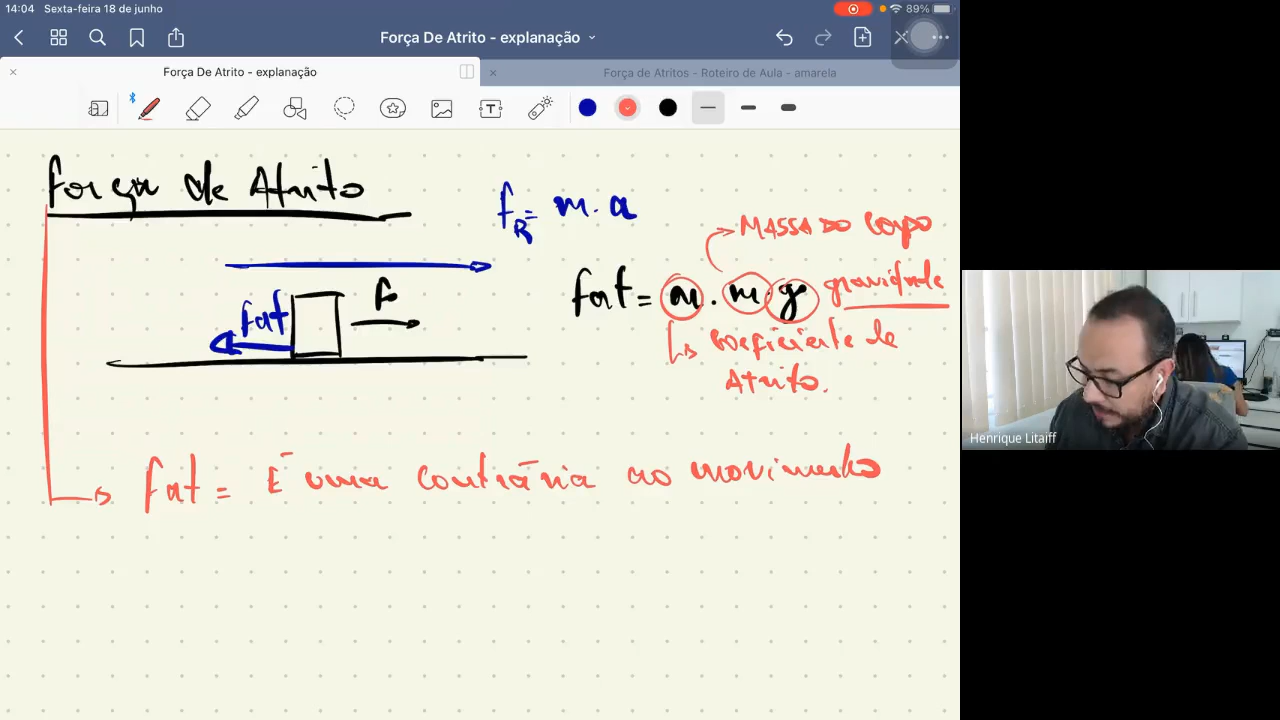 14:04 Sexta-feira 18 de junho
89%
Força De Atrito - explanação
Força De Atrito - explanação
Força de Atritos - Roteiro de Aula - amarela
Força de Atrito
fR = m.a
MASSA DO Corpo
fat = µ.m.g gravidade
fat
F
Coeficiente de
Atrito.
fat = É uma contrária ao movimento
Henrique Litaiff